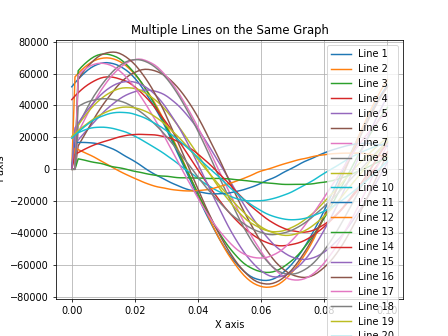 Multiple Lines on the Same Graph
80000
60000
40000
20000
0
−20000
−40000
−60000
−80000
0.00
0.02
0.04
0.06
X axis
Line 1
Line 2
Line 3
Line 4
Line 5
Line 6
Line 7
Line 8
Line 9
Line 10
Line 11
Line 12
Line 13
Line 14
Line 15
Line 16
Line 17
Line 18
Line 19
Line 20